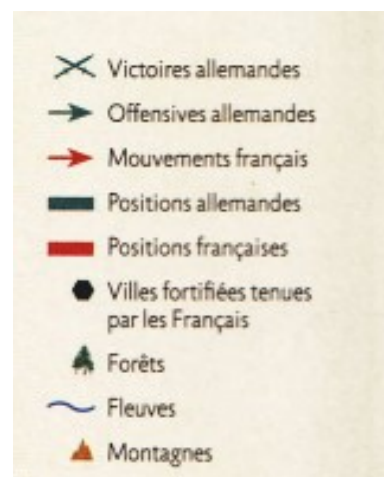 Victoires allemandes
Offensives allemandes
Mouvements français
Positions allemandes
Positions françaises
Villes fortifiées tenues
par les Français
Forêts
Fleuves
Montagnes